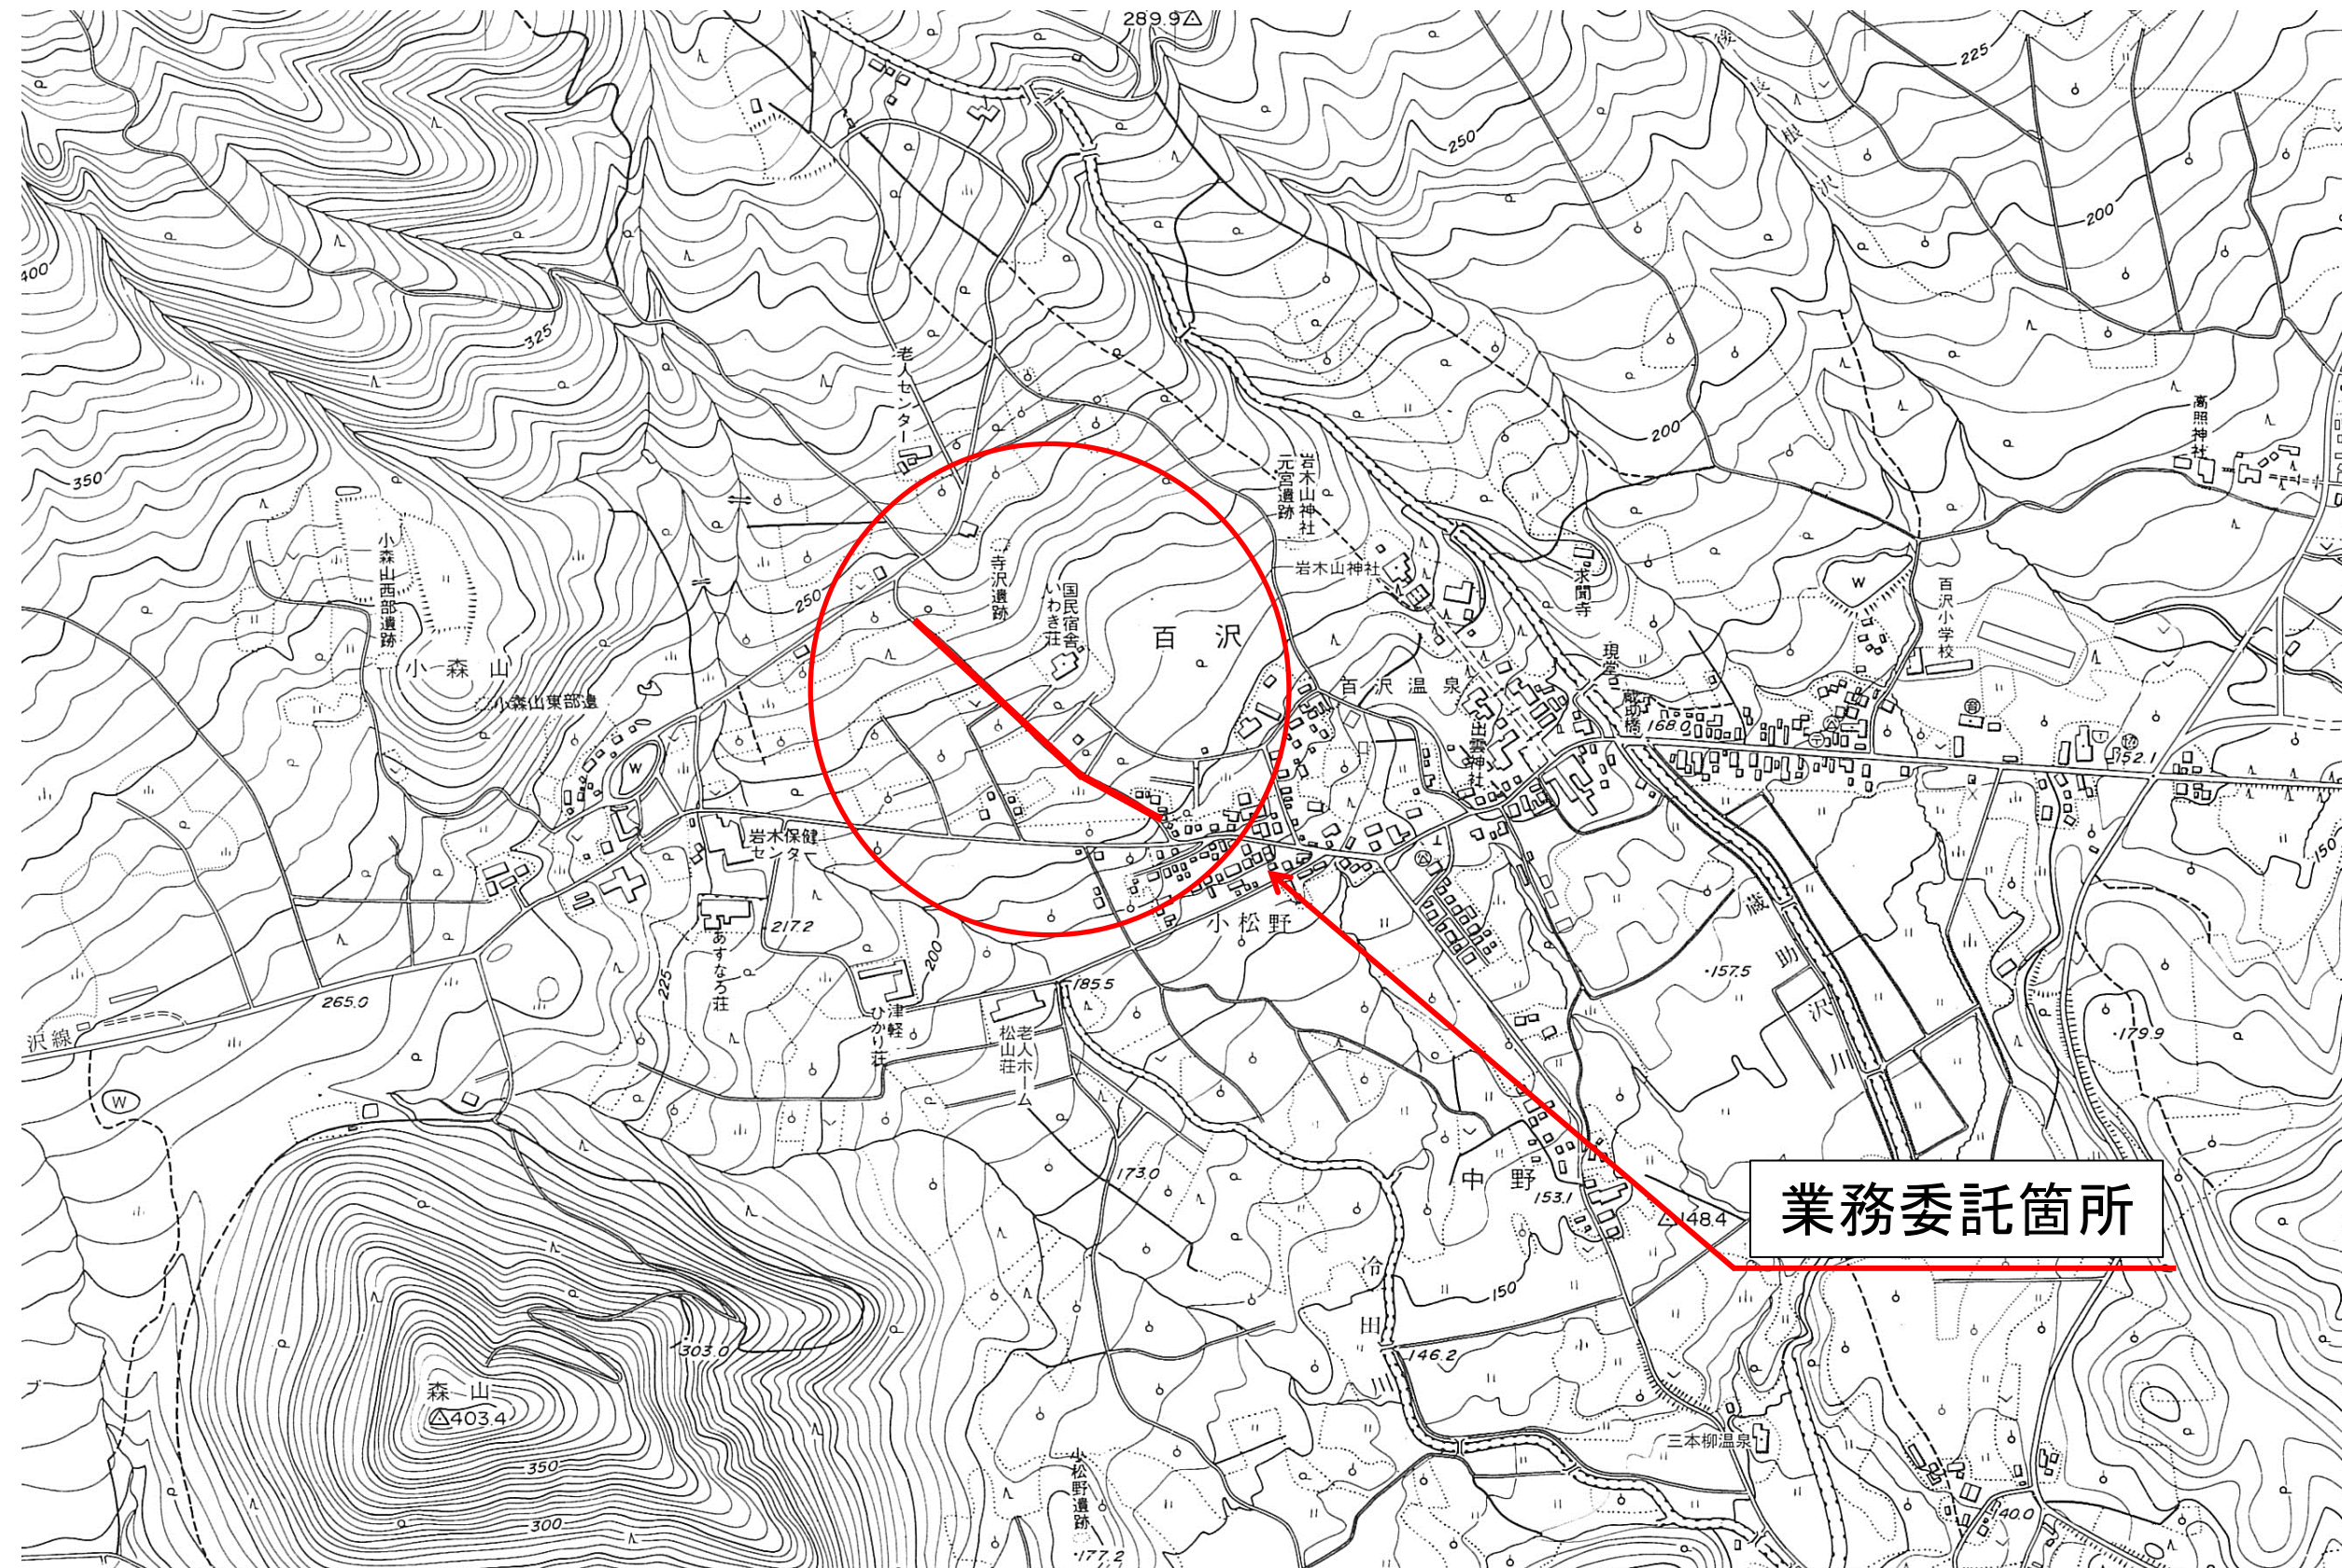 289.9
225
250
200
400
325
老人センター
200
高照神社
350
岩木山神社
元宮遺跡
小森山西部遺跡
寺沢遺跡
国民宿舎
いわき荘
250
岩木山神社
求聞寺
W
百沢小学校
百沢
小森山
小森山東部遺
百沢温泉
蔵助橋
168.0
出雲神社
152.1
W
岩木保健
センター
150
小松野
217.2
あすなろ荘
200
225
蔵助沢川
157.5
185.5
265.0
津軽
ひかり荘
老人ホーム
松山荘
沢線
179.9
W
173.0
中野
153.1
148.4
業務委託箇所
冷田川
150
303.0
146.2
森山
403.4
三本柳温泉
350
小松野遺跡
300
140.0
177.2